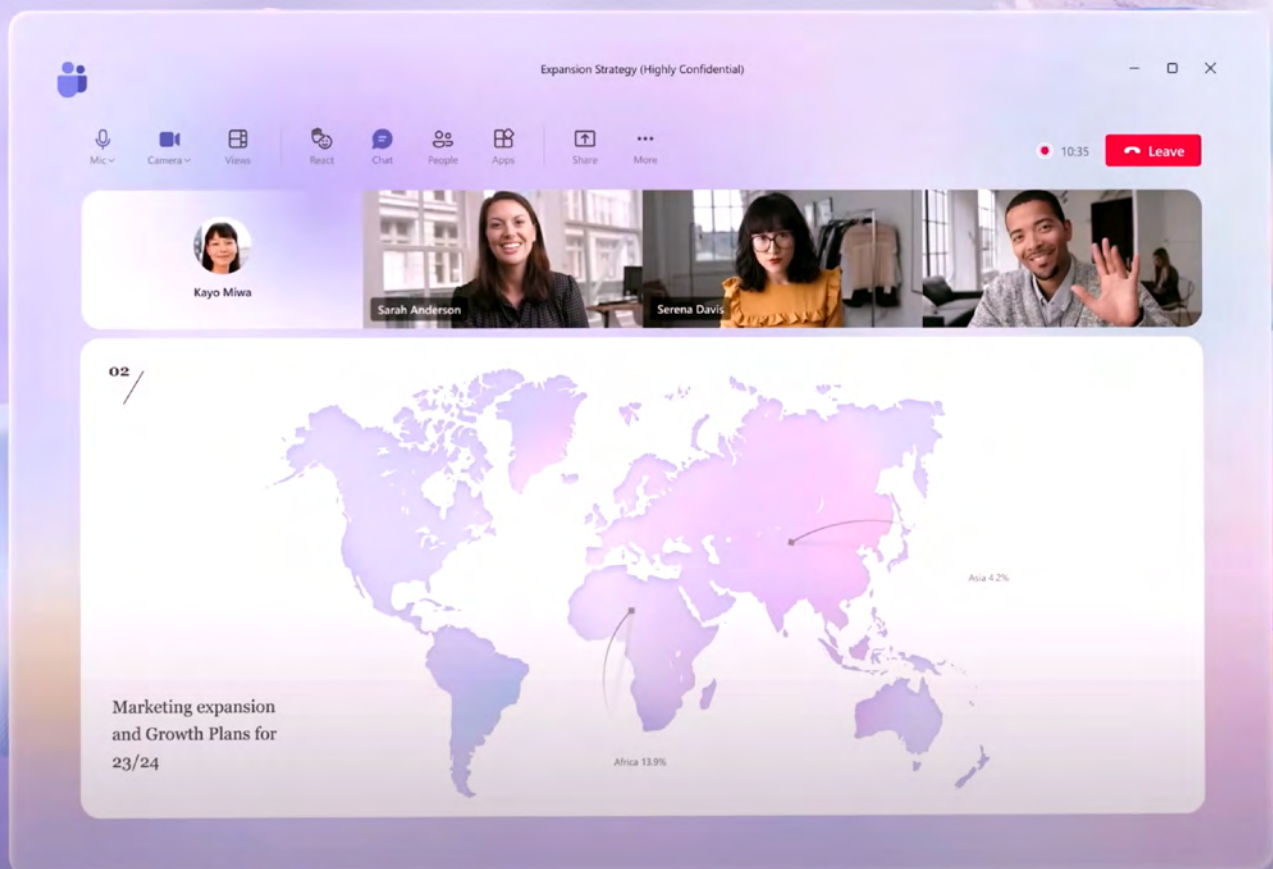 Expansion Strategy (Highly Confidential)
Mic
Camera
Views
React
Chat
People
Apps
Share
More
10:35
Leave
Kayo Miwa
Sarah Anderson
Serena Davis
02
Asia 4.2%
Marketing expansion
and Growth Plans for
23/24
Africa 13.9%